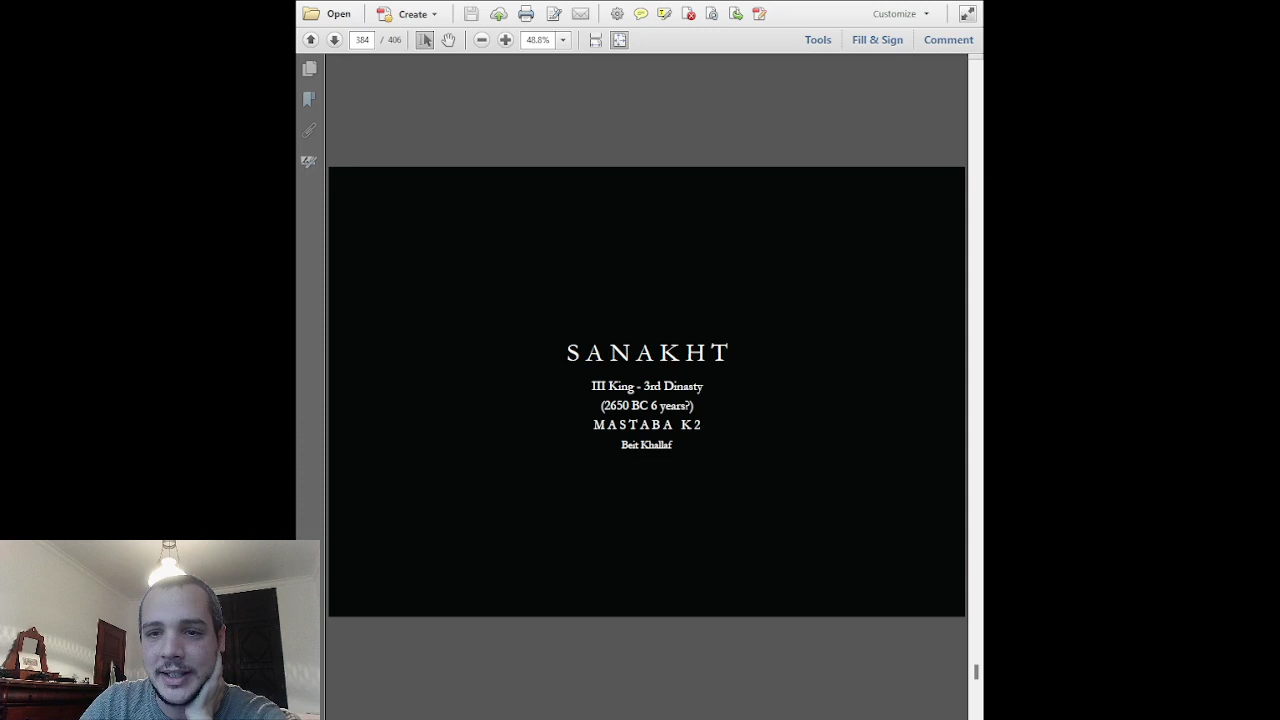 Open
Create
Customize
384 / 406
48.8%
Tools
Fill & Sign
Comment
SANAKHT
III King - 3rd Dinasty
(2650 BC 6 years?)
MASTABA K2
Beit Khallaf